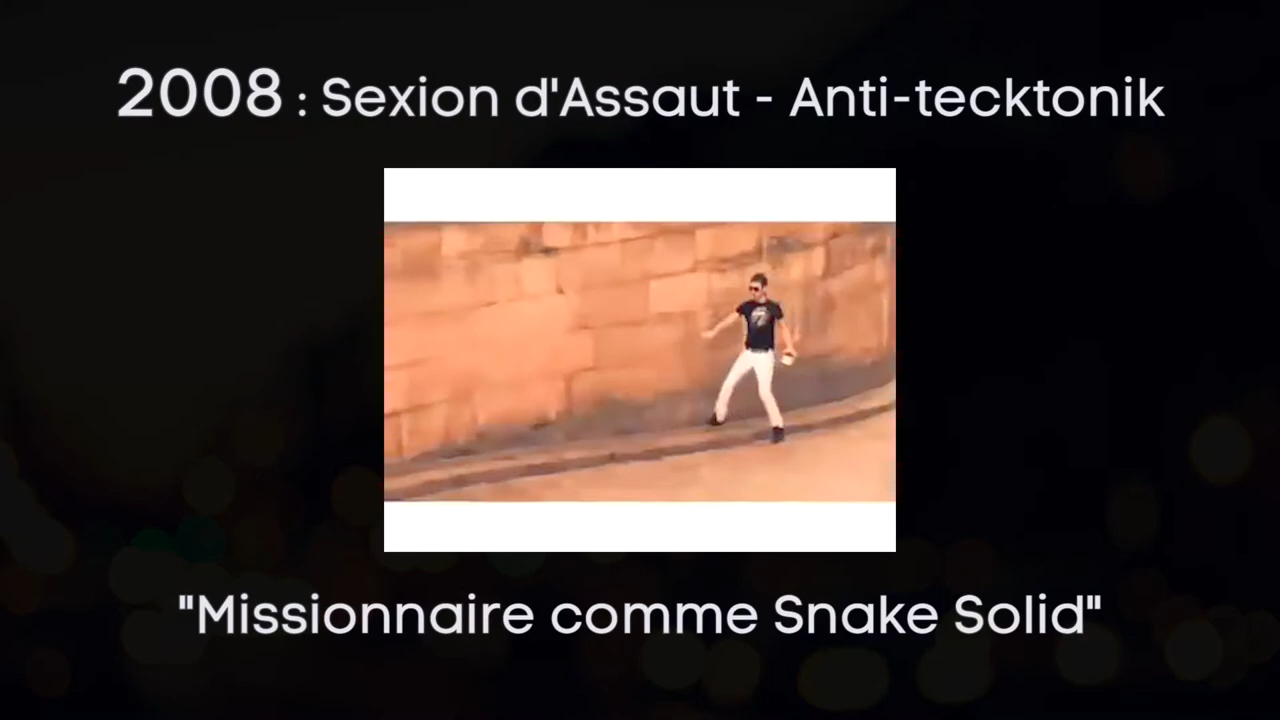 2008 : Sexion d'Assaut - Anti-tecktonik
"Missionnaire comme Snake Solid"